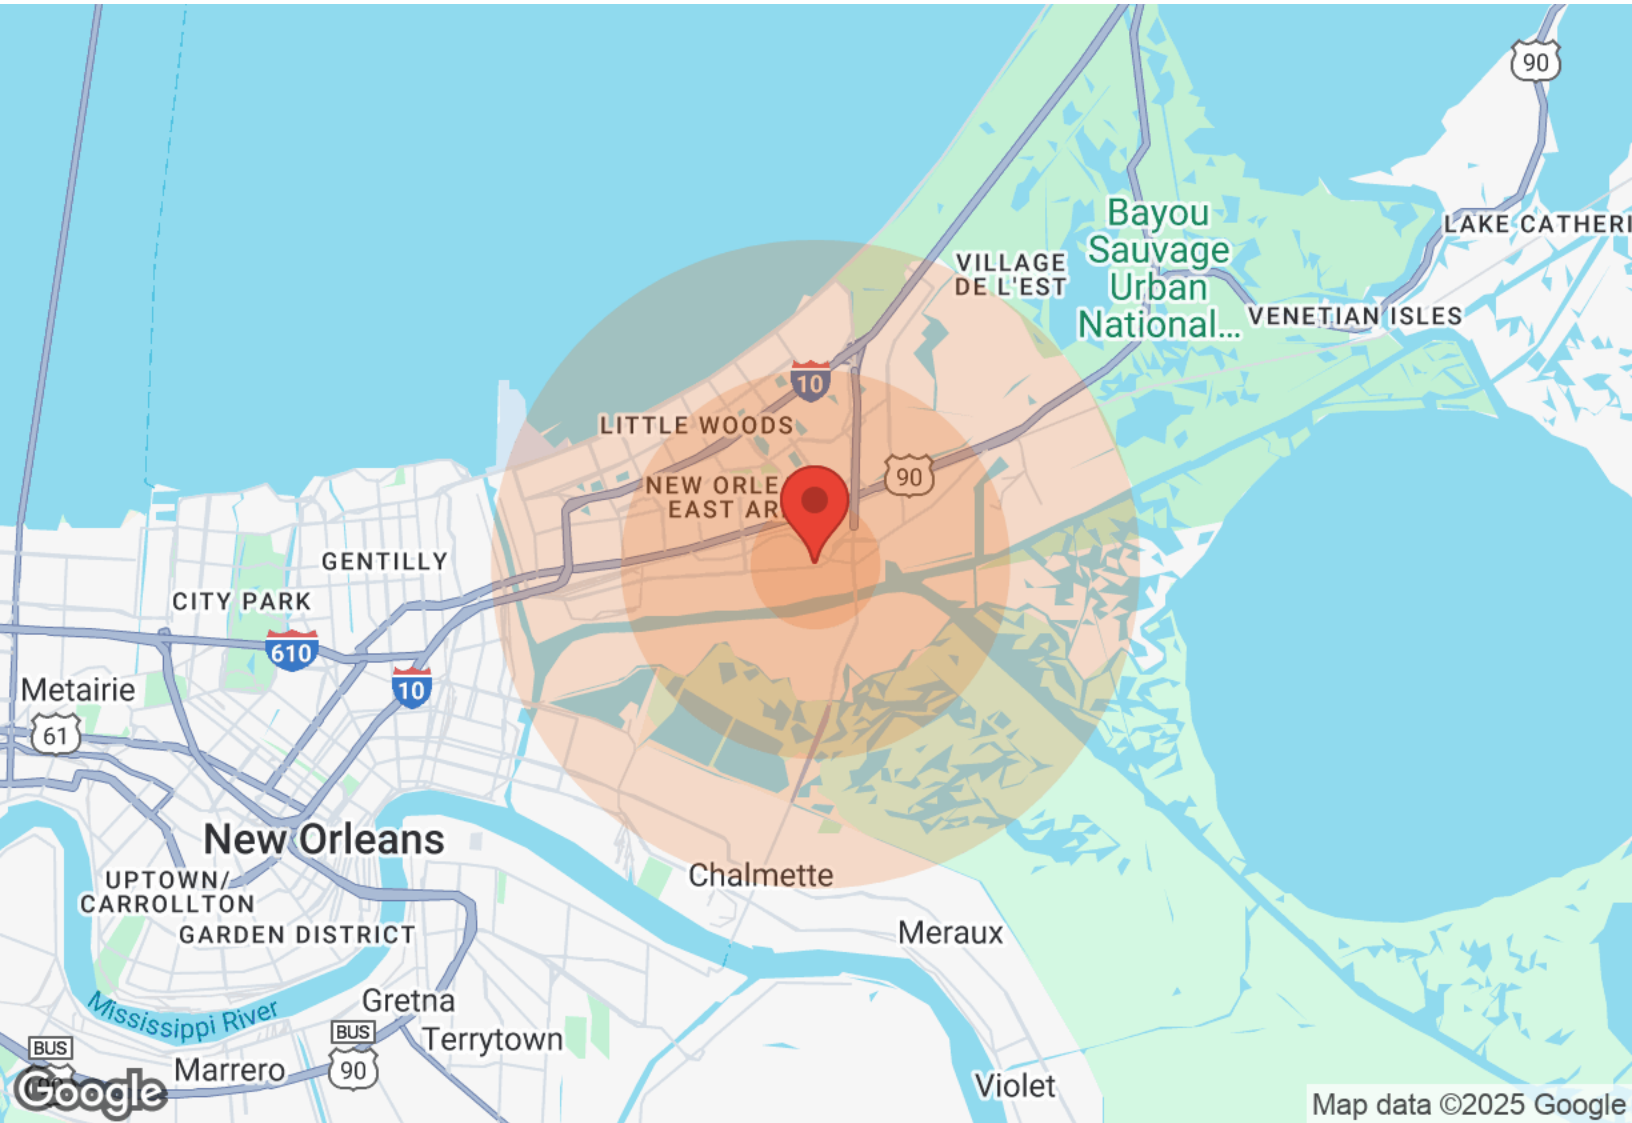 90
Bayou
Sauvage
Urban
National...
LAKE CATHERI
VILLAGE
DE L'EST
VENETIAN ISLES
10
LITTLE WOODS
90
NEW ORLE
EAST AR
GENTILLY
CITY PARK
610
10
Metairie
61
New Orleans
Chalmette
UPTOWN/
CARROLLTON
GARDEN DISTRICT
Meraux
Mississippi River
Gretna
BUS
90
Terrytown
BUS
90
Marrero
Violet
Google
Map data ©2025 Google